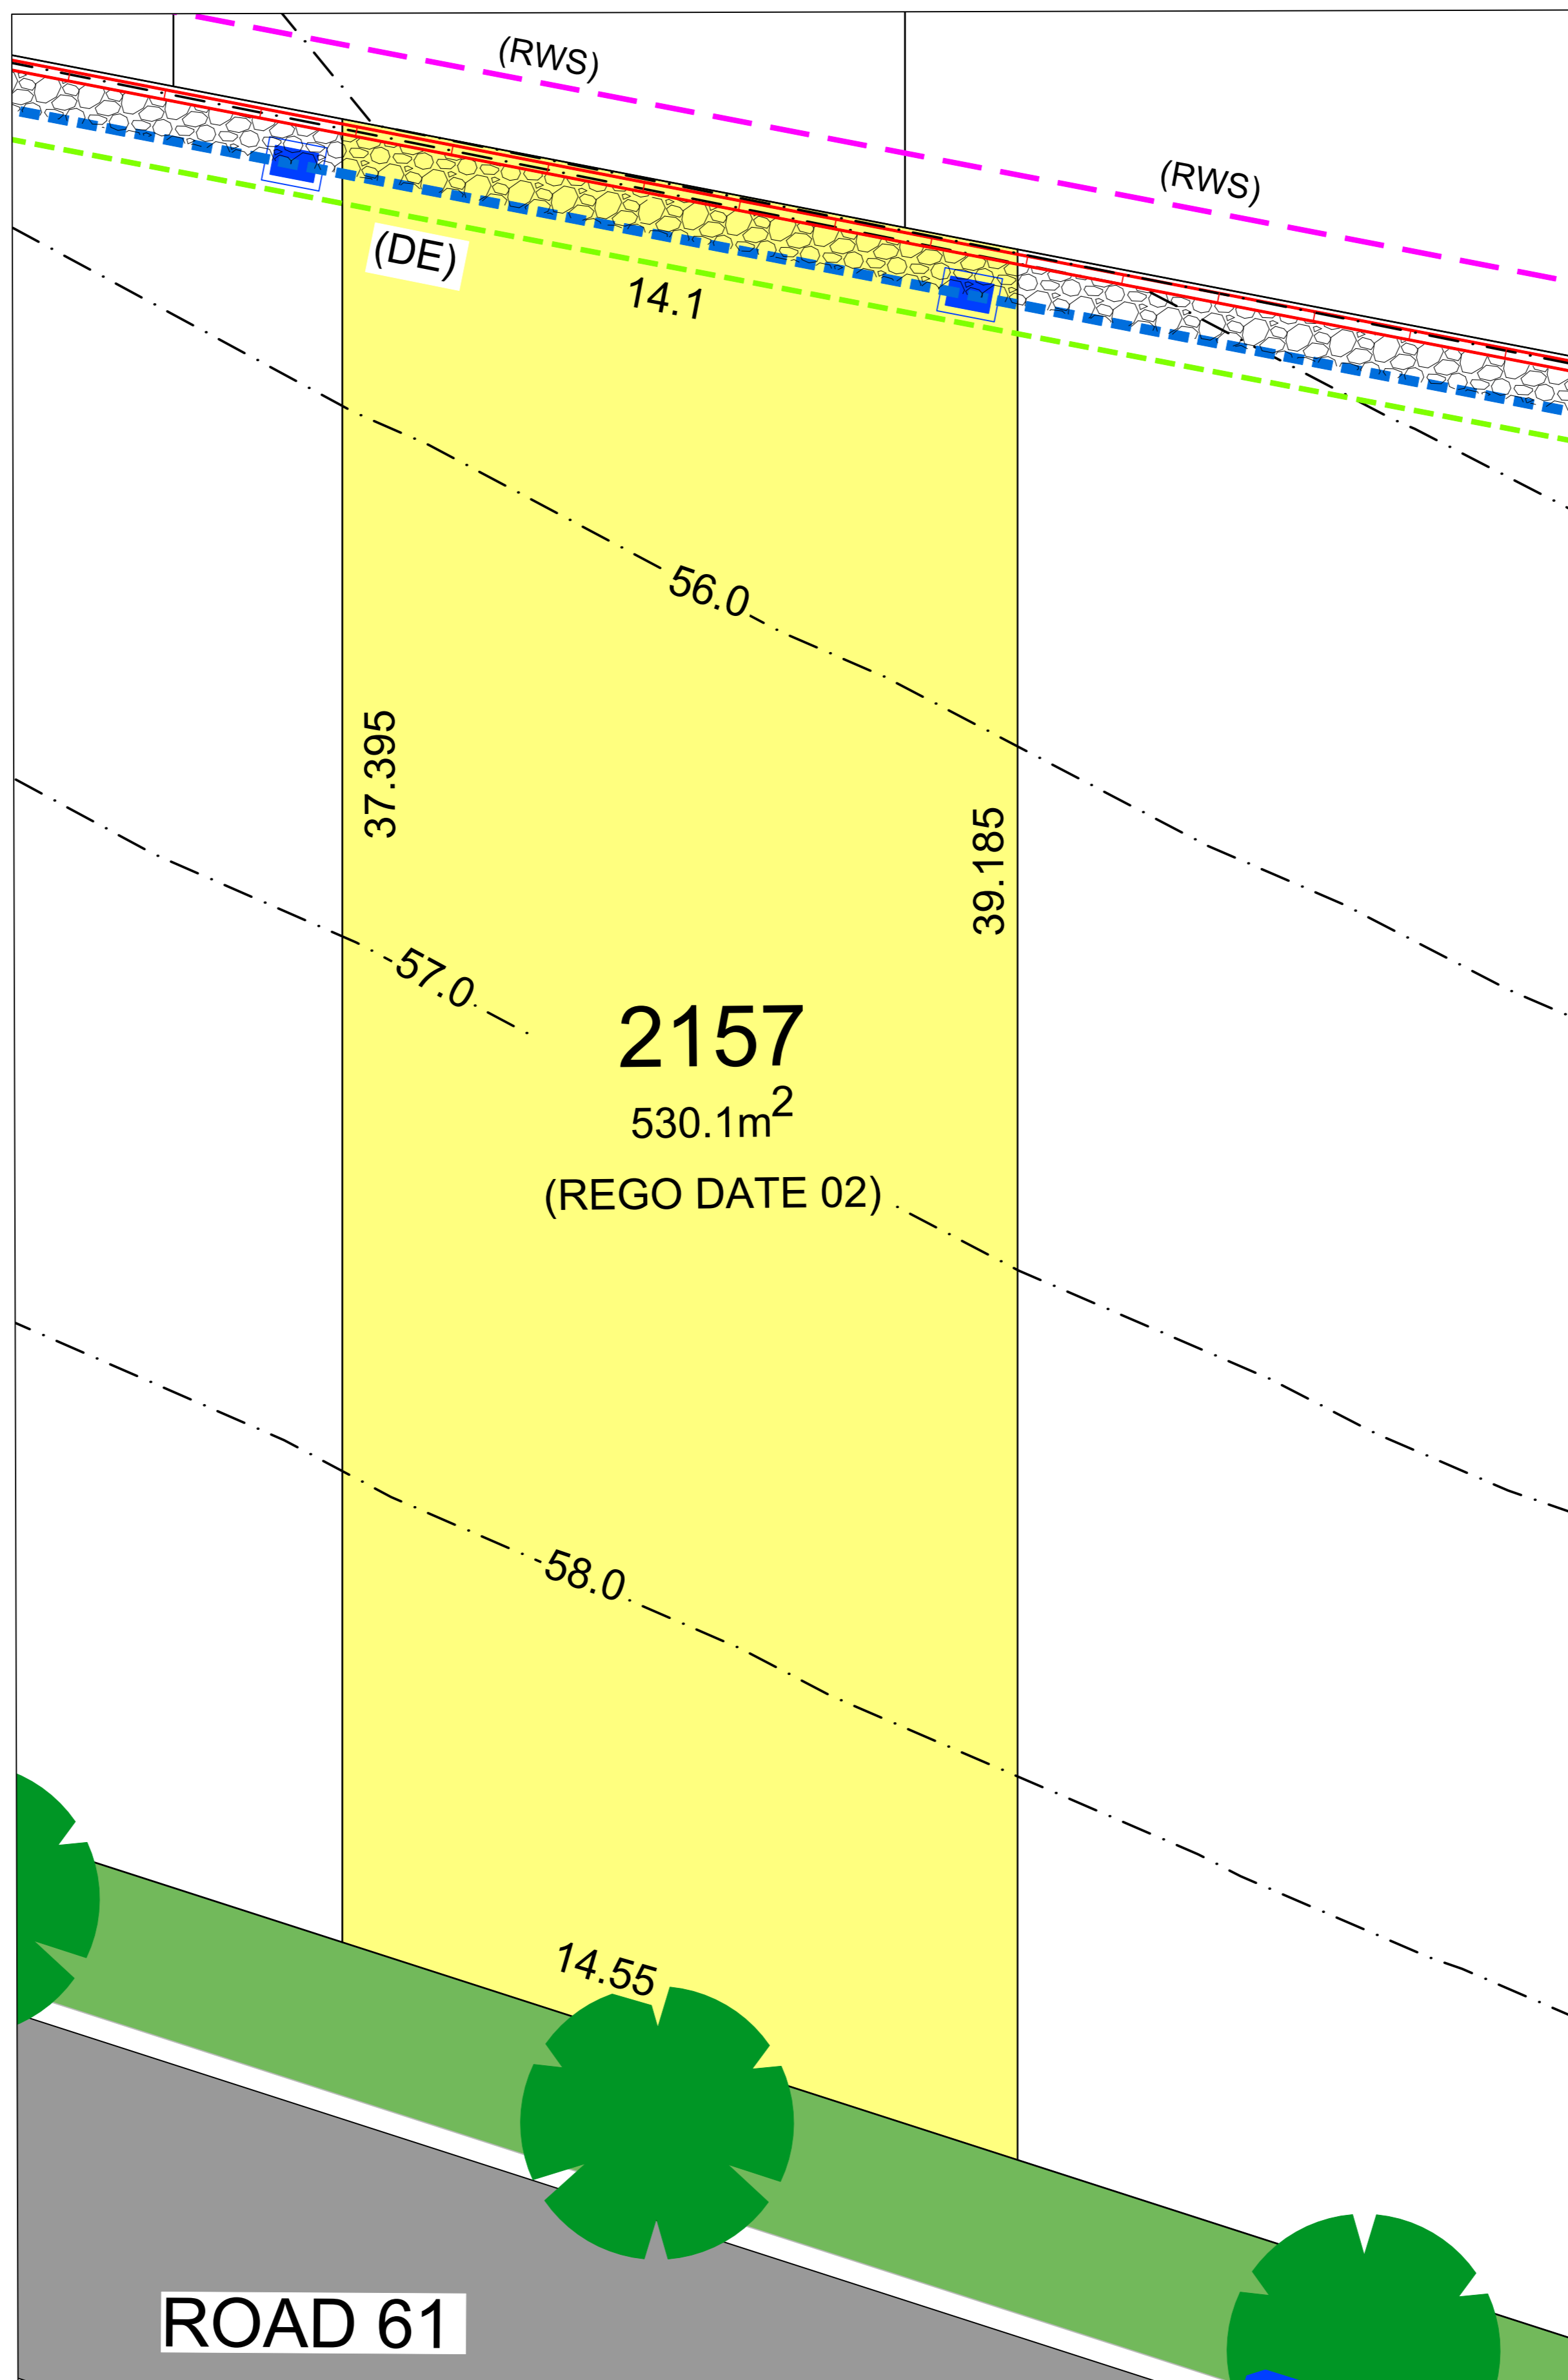 (RWS)
(RWS)
(DE)
14.1
56.0
37.395
39.185
57.0
2157
530.1m²
(REGO DATE 02)
58.0
14.55
ROAD 61